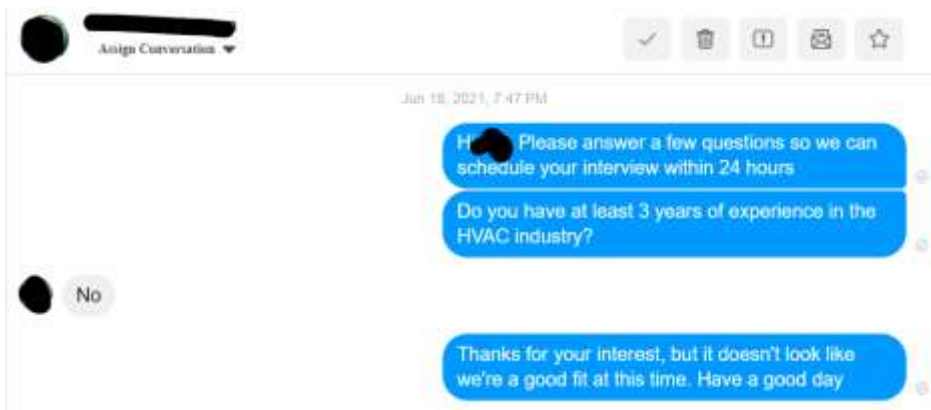 Assign Conversation
Jun 18, 2021, 7:47 PM
Hi Please answer a few questions so we can
schedule your interview within 24 hours
Do you have at least 3 years of experience in the
HVAC industry?
No
Thanks for your interest, but it doesn't look like
we're a good fit at this time. Have a good day